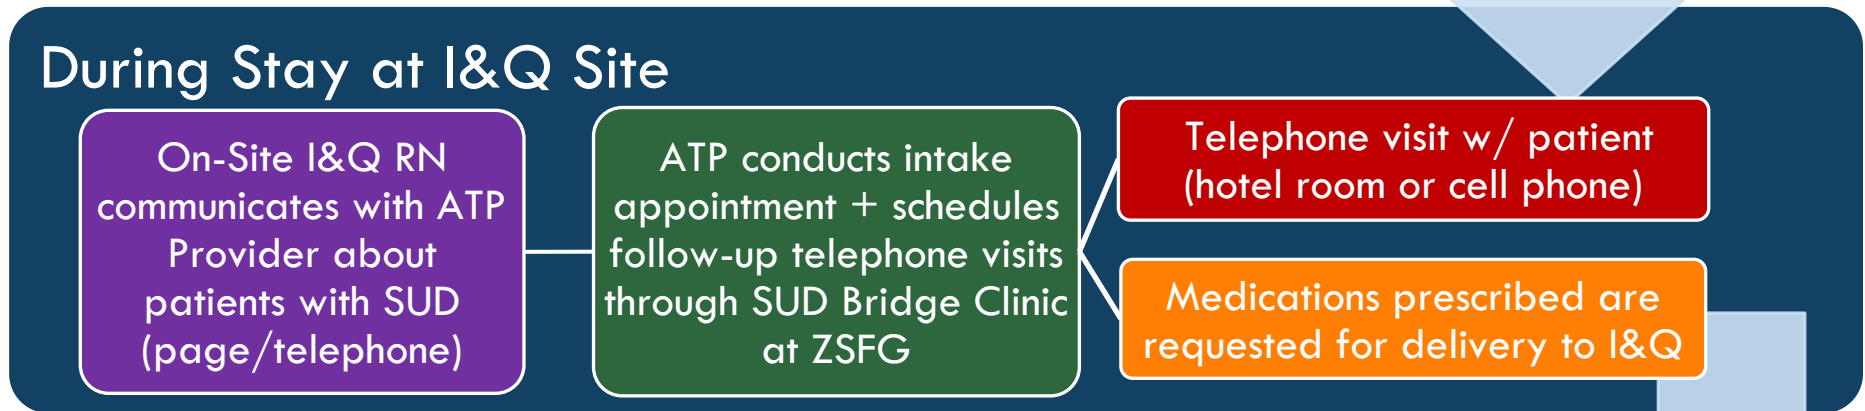 During Stay at I&Q Site
On-Site I&Q RN
communicates with ATP
Provider about
patients with SUD
(page/telephone)
ATP conducts intake
appointment + schedules
follow-up telephone visits
through SUD Bridge Clinic
at ZSFG
Telephone visit w/ patient
(hotel room or cell phone)
Medications prescribed are
requested for delivery to I&Q